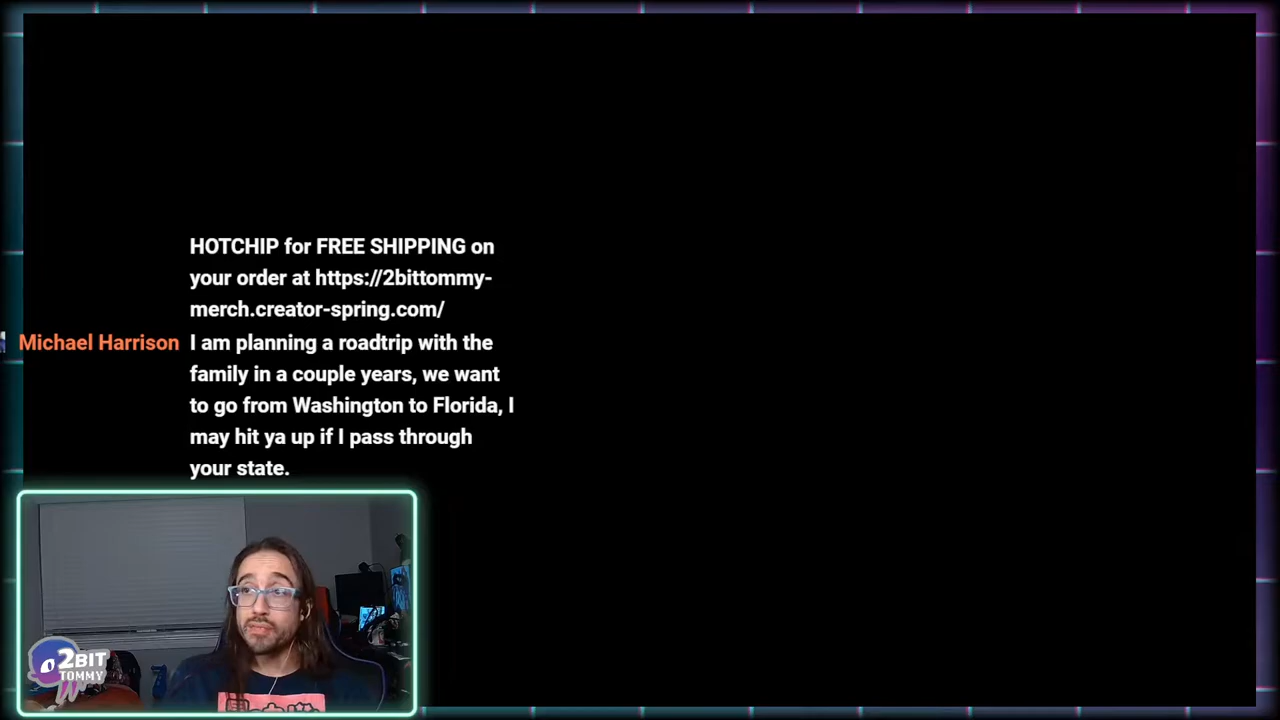 HOTCHIP for FREE SHIPPING on
your order at https://2bittommy-
merch.creator-spring.com/
Michael Harrison I am planning a roadtrip with the
family in a couple years, we want
to go from Washington to Florida, I
may hit ya up if I pass through
your state.
2BIT
TOMMY